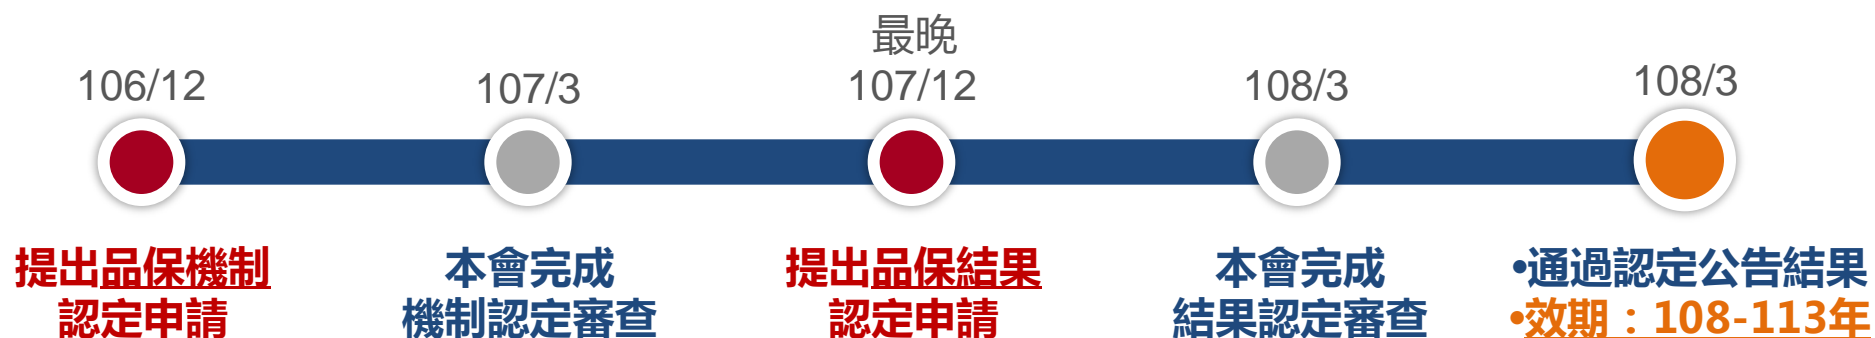 106/12
提出品保機制
認定申請
107/3
本會完成
機制認定審查
最晚
107/12
提出品保結果
認定申請
108/3
本會完成
結果認定審查
108/3
•通過認定公告結果
•效期：108-113年